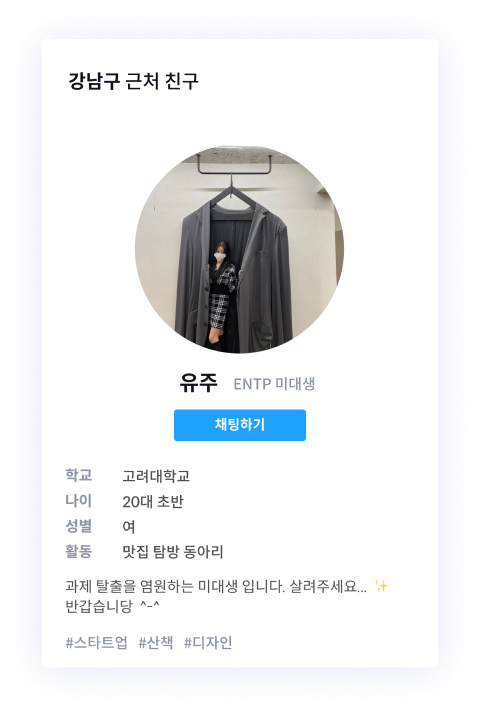 강남구 근처 친구
유주 ENTP 미대생
채팅하기
학교 고려대학교
나이 20대 초반
성별 여
활동 맛집 탐방 동아리
과제 탈출을 염원하는 미대생 입니다. 살려주세요... ✨
반갑습니당 ^-^
#스타트업 #산책 #디자인